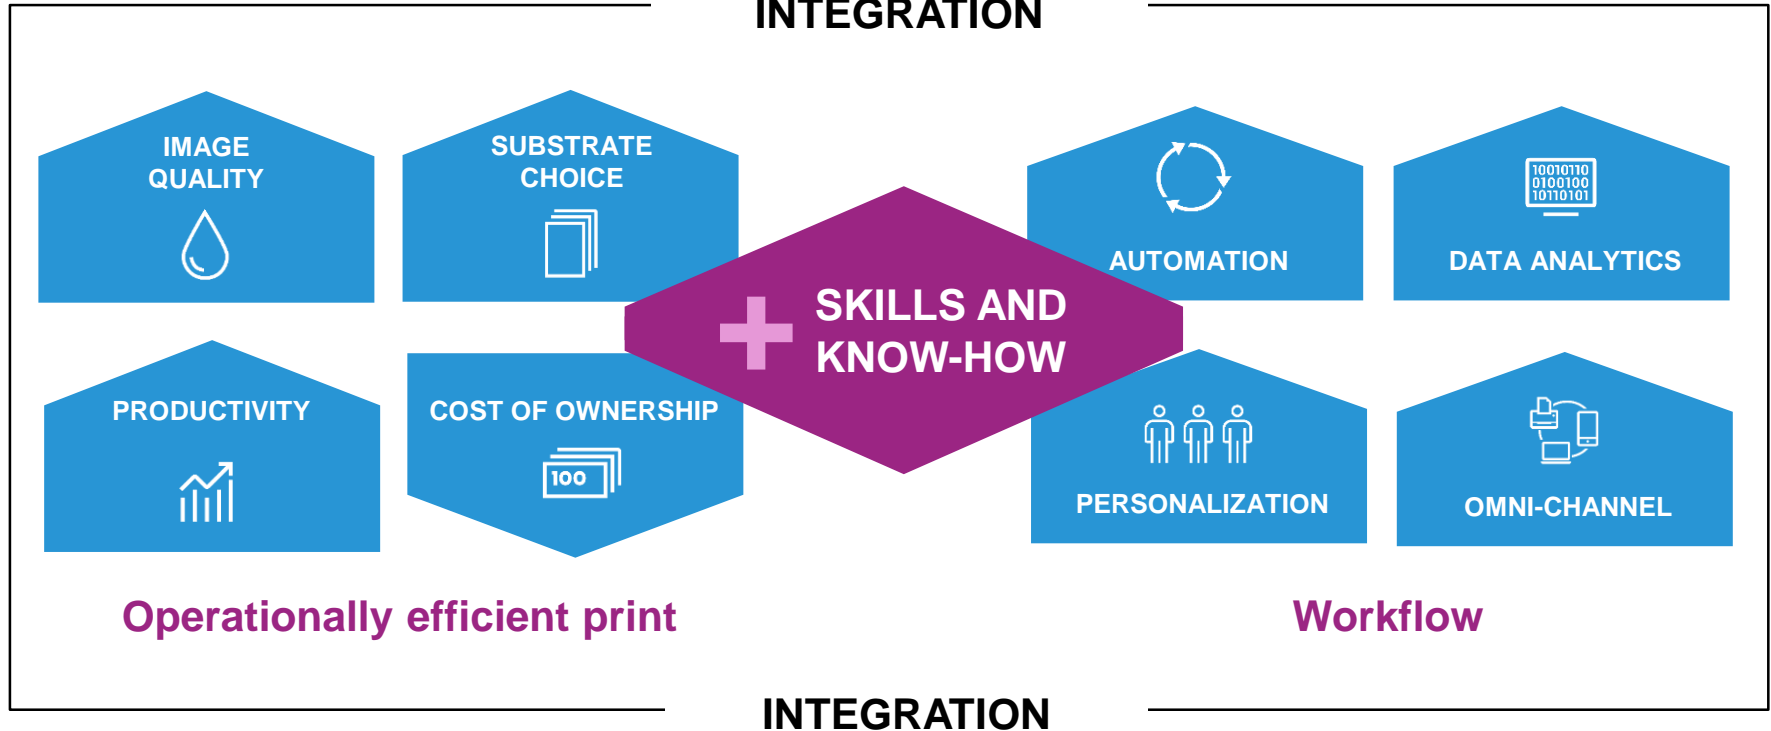 INTEGRATION
IMAGE
QUALITY
SUBSTRATE
CHOICE
PRODUCTIVITY
COST OF OWNERSHIP
100
Operationally efficient print
SKILLS AND
KNOW-HOW
AUTOMATION
10010110
0100100
10110101
DATA ANALYTICS
PERSONALIZATION
OMNI-CHANNEL
Workflow
INTEGRATION